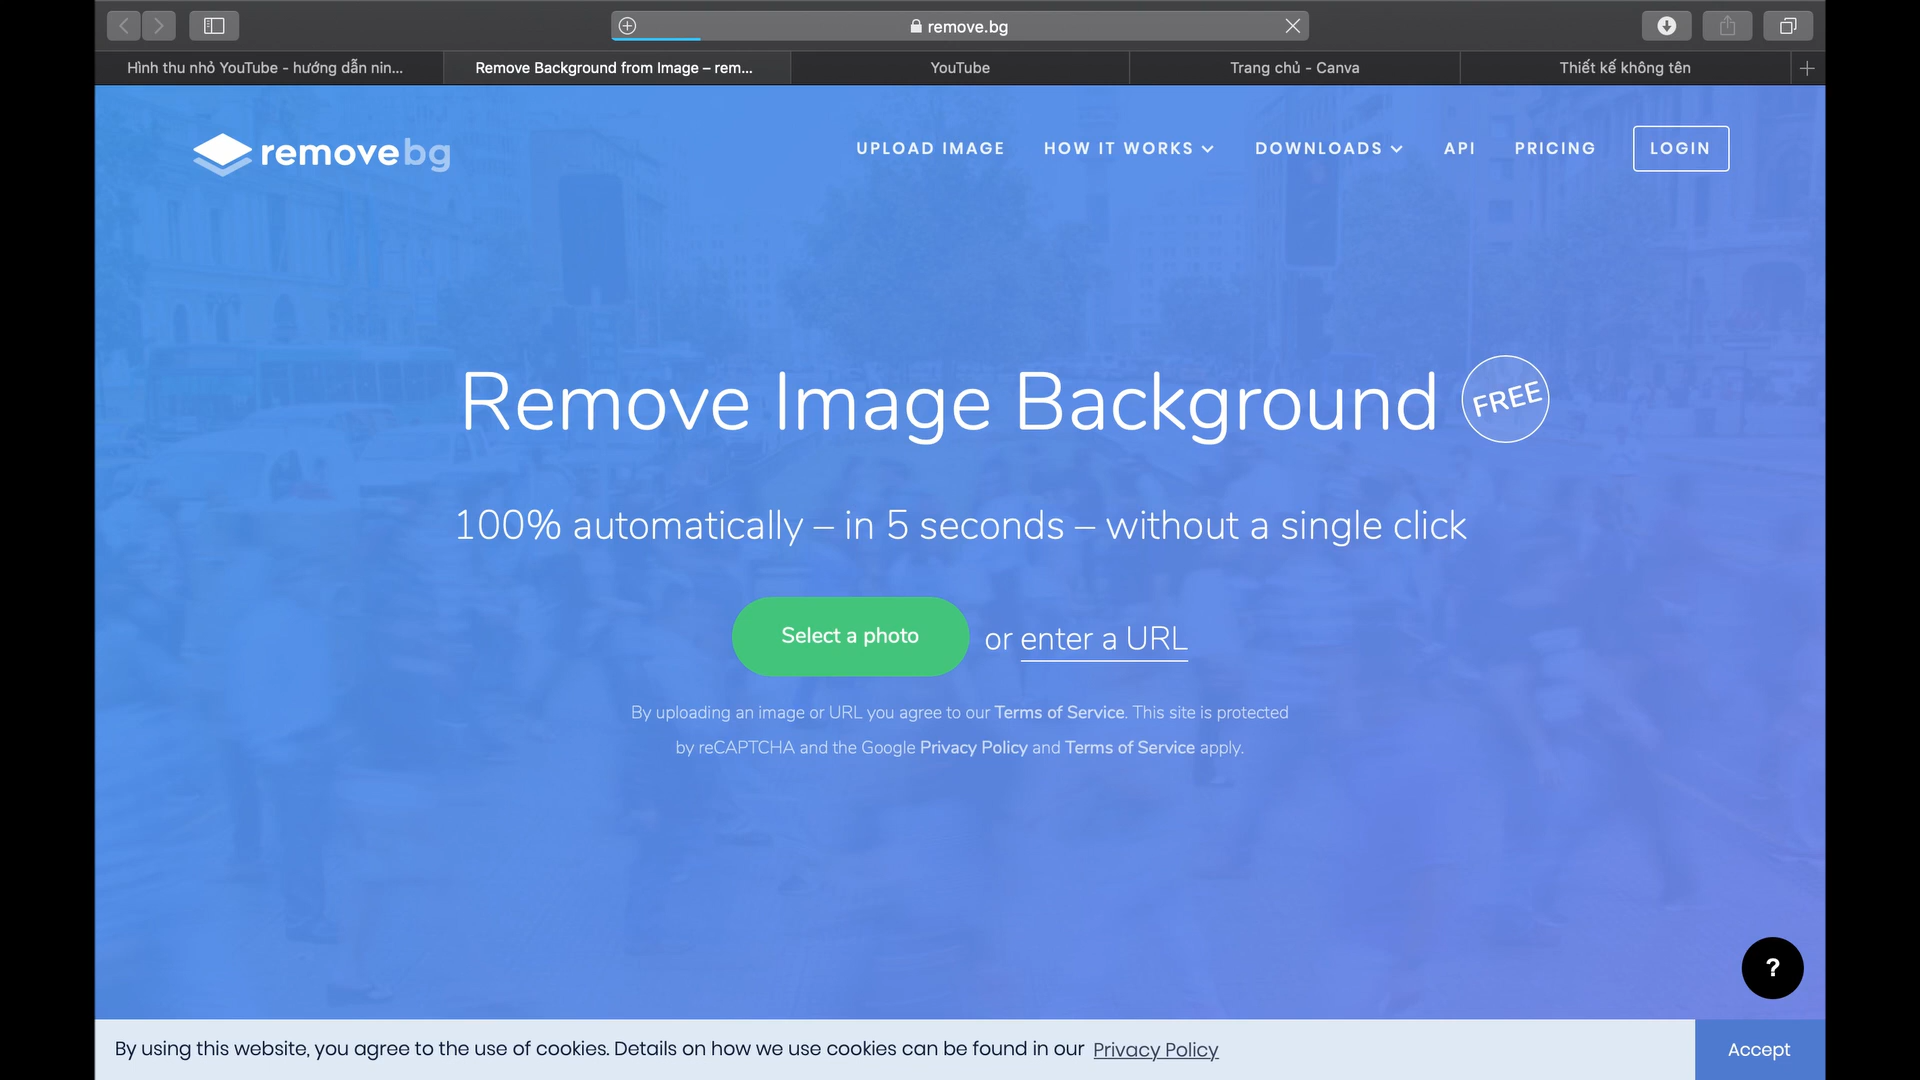 remove.bg
Hình thu nhỏ YouTube - hướng dẫn nin...
Remove Background from Image – rem...
YouTube
Trang chủ - Canva
Thiết kế không tên
removebg
UPLOAD IMAGE
HOW IT WORKS
DOWNLOADS
API
PRICING
LOGIN
Remove Image Background
FREE
100% automatically – in 5 seconds – without a single click
Select a photo
or enter a URL
By uploading an image or URL you agree to our Terms of Service. This site is protected
by reCAPTCHA and the Google Privacy Policy and Terms of Service apply.
?
By using this website, you agree to the use of cookies. Details on how we use cookies can be found in our Privacy Policy
Accept